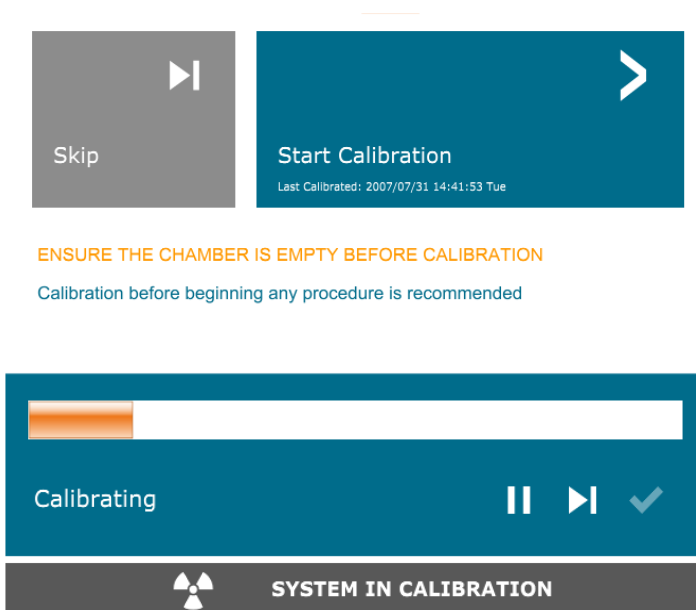 Skip
Start Calibration
Last Calibrated: 2007/07/31 14:41:53 Tue
ENSURE THE CHAMBER IS EMPTY BEFORE CALIBRATION
Calibration before beginning any procedure is recommended
Calibrating
SYSTEM IN CALIBRATION